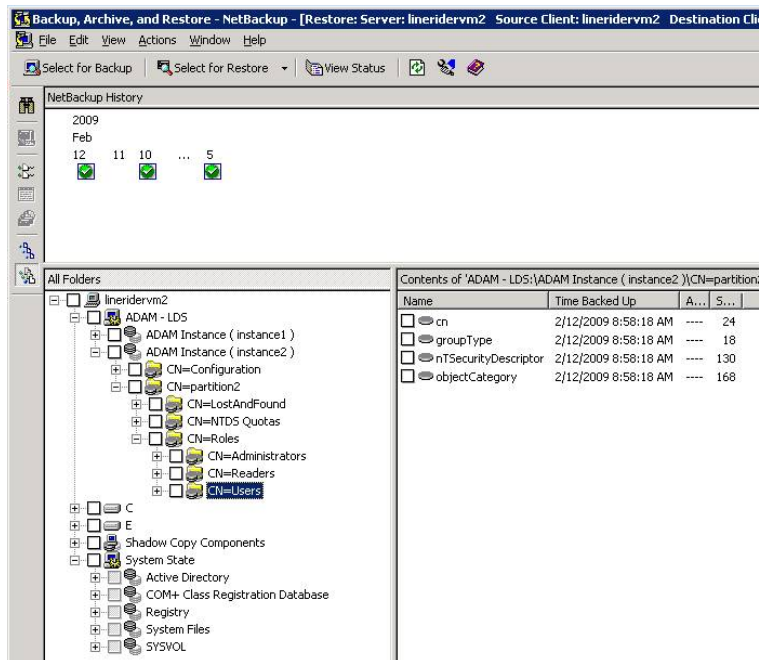 Backup, Archive, and Restore - NetBackup - [Restore: Server: lineridervm2 Source Client: lineridervm2 Destination Clie
File Edit View Actions Window Help
Select for Backup Select for Restore View Status
NetBackup History
2009
Feb
12 11 10 ... 5
All Folders
lineridervm2
ADAM - LDS
ADAM Instance ( instance1 )
ADAM Instance ( instance2 )
CN=Configuration
CN=partition2
CN=LostAndFound
CN=NTDS Quotas
CN=Roles
CN=Administrators
CN=Readers
CN=Users
C
E
Shadow Copy Components
System State
Active Directory
COM+ Class Registration Database
Registry
System Files
SYSVOL
Contents of 'ADAM - LDS:\ADAM Instance ( instance2 )\CN=partition2
Name Time Backed Up A... S...
cn 2/12/2009 8:58:18 AM ---- 24
groupType 2/12/2009 8:58:18 AM ---- 18
nTSecurityDescriptor 2/12/2009 8:58:18 AM ---- 130
objectCategory 2/12/2009 8:58:18 AM ---- 168